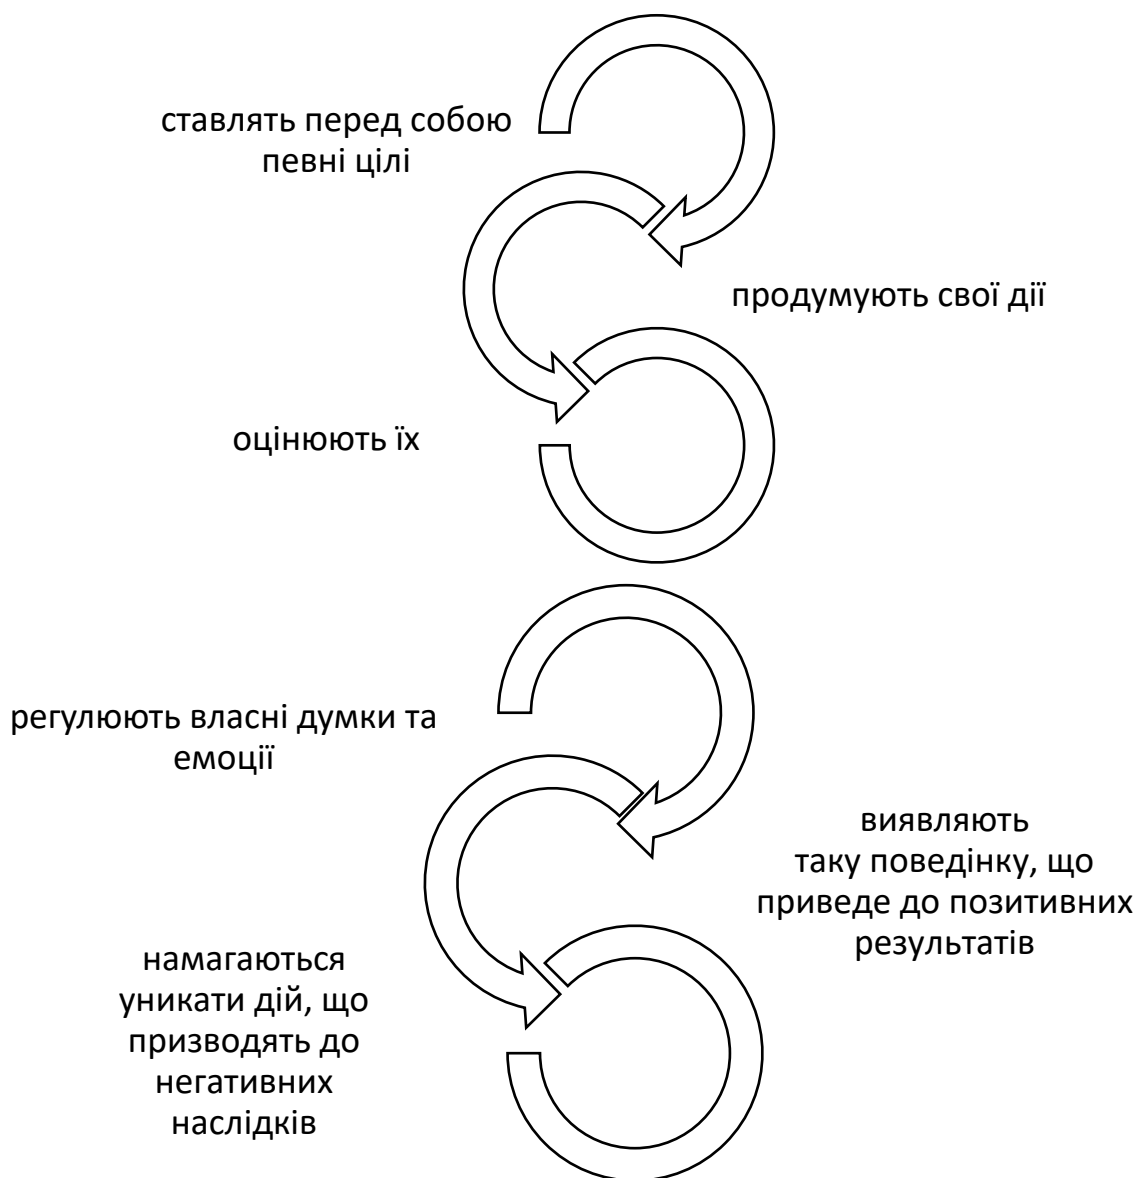 ставлять перед собою
певні цілі
продумують свої дії
оцінюють їх
регулюють власні думки та
емоції
виявляють
таку поведінку, що
приведе до позитивних
результатів
намагаються
уникати дій, що
призводять до
негативних
наслідків